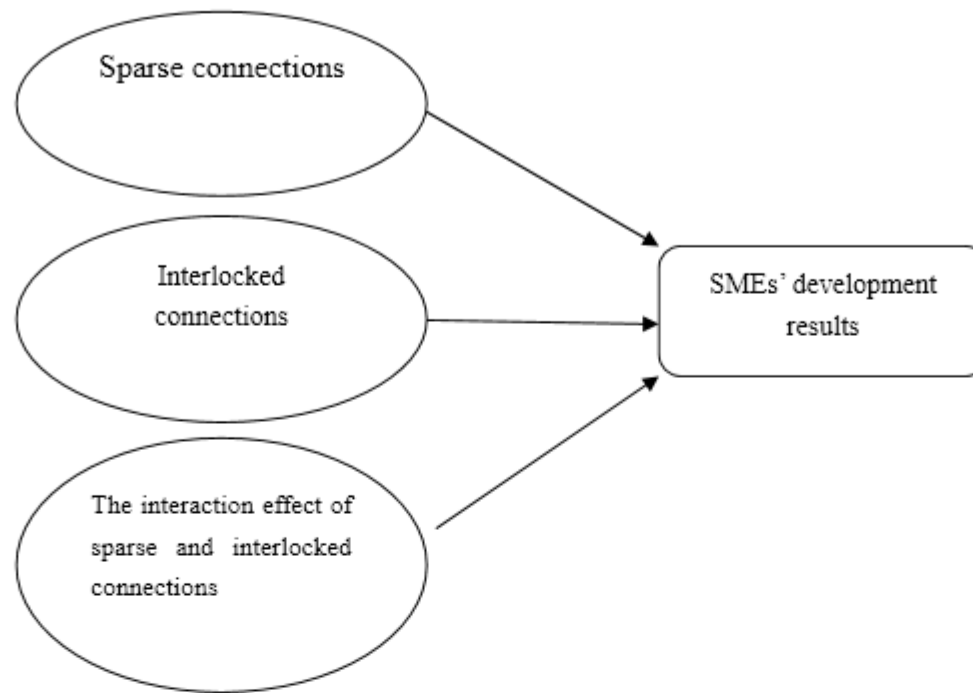 Sparse connections
Interlocked
connections
SMEs’ development
results
The interaction effect of
sparse and interlocked
connections